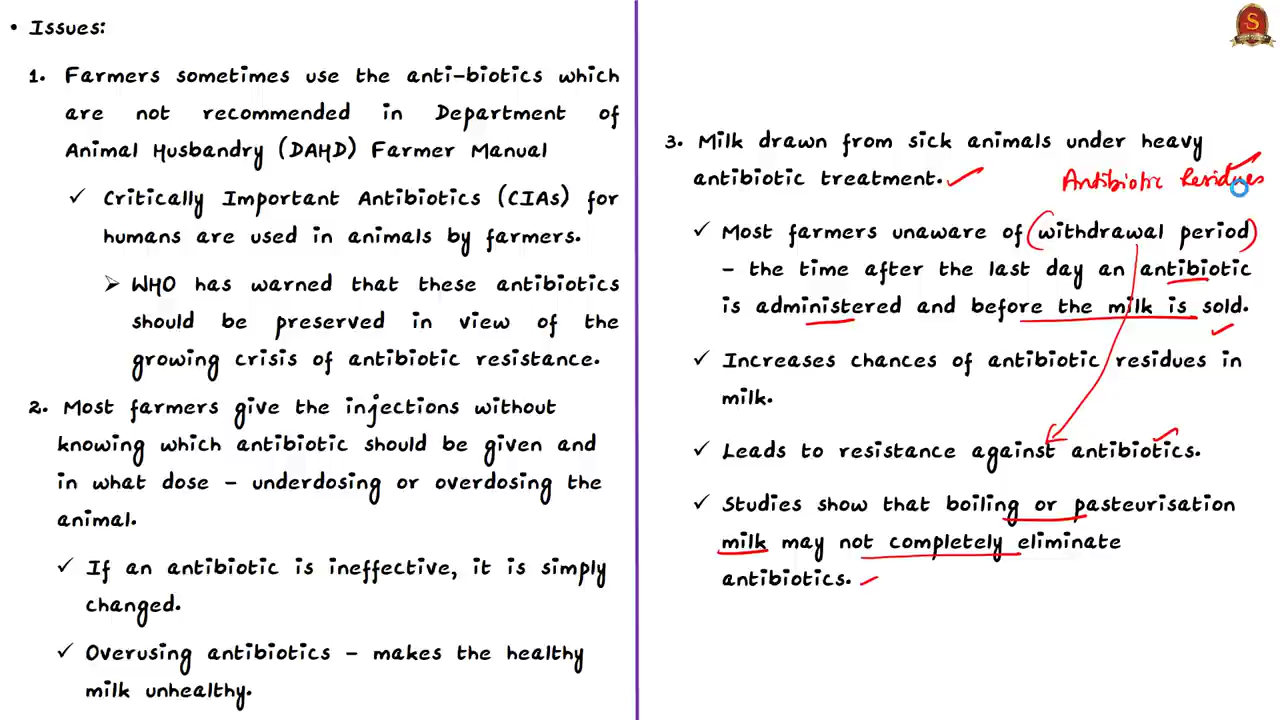 • Issues:
1. Farmers sometimes use the anti-biotics which
are not recommended in Department of
Animal Husbandry (DAHD) Farmer Manual
✓ Critically Important Antibiotics (CIAs) for
humans are used in animals by farmers.
➢ WHO has warned that these antibiotics
should be preserved in view of the
growing crisis of antibiotic resistance.
2. Most farmers give the injections without
knowing which antibiotic should be given and
in what dose – underdosing or overdosing the
animal.
✓ If an antibiotic is ineffective, it is simply
changed.
✓ Overusing antibiotics – makes the healthy
milk unhealthy.
3. Milk drawn from sick animals under heavy
antibiotic treatment.
Antibiotic Residues
✓ Most farmers unaware of (withdrawal period)
– the time after the last day an antibiotic
is administered and before the milk is sold.
✓ Increases chances of antibiotic residues in
milk.
✓ Leads to resistance against antibiotics.
✓ Studies show that boiling or pasteurisation
milk may not completely eliminate
antibiotics.
S